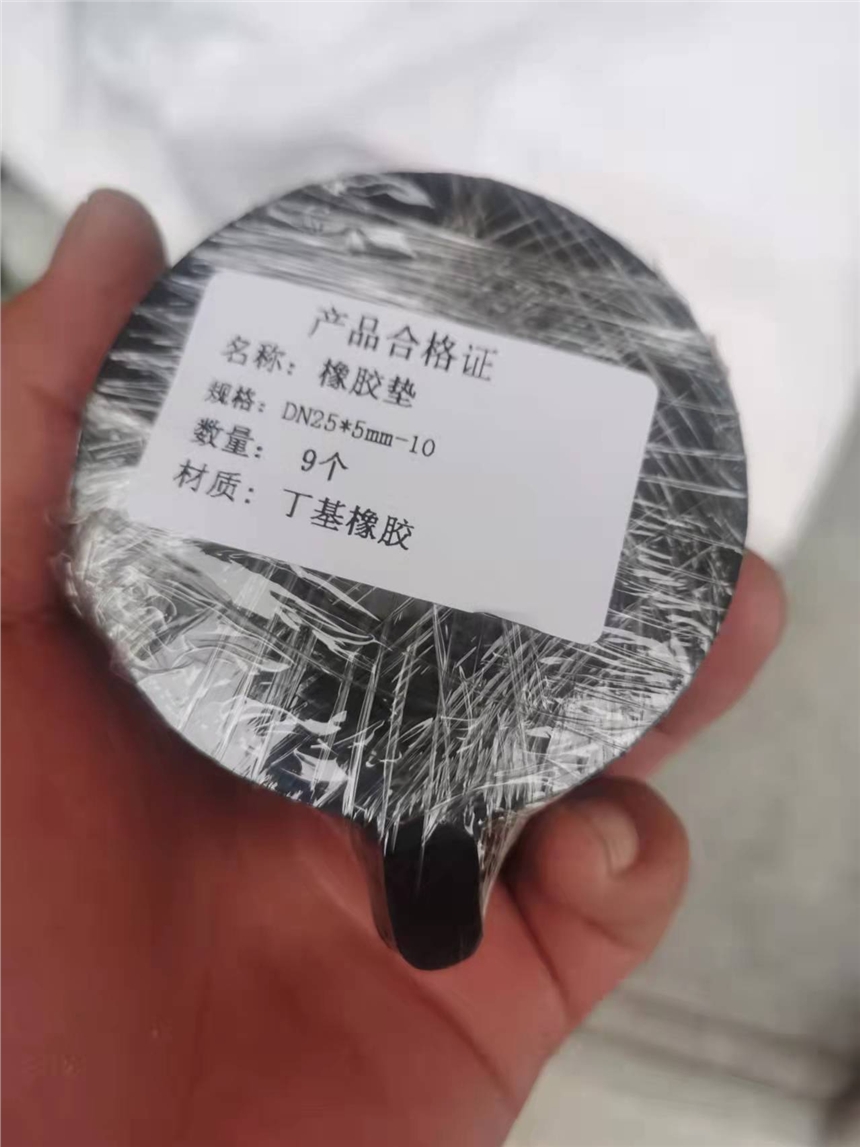 产品合格证
名称：橡胶垫
规格：DN25*5mm-10
数量： 9个
材质：丁基橡胶